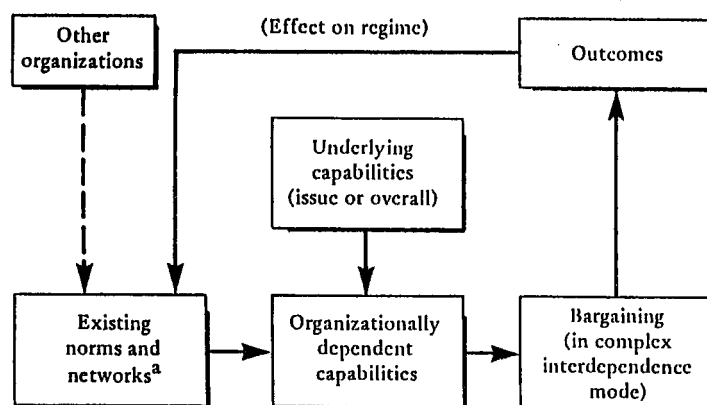 Other
organizations
(Effect on regime)
Outcomes
Underlying
capabilities
(issue or overall)
Existing
norms and
networksa
Organizationally
dependent
capabilities
Bargaining
(in complex
interdependence
mode)